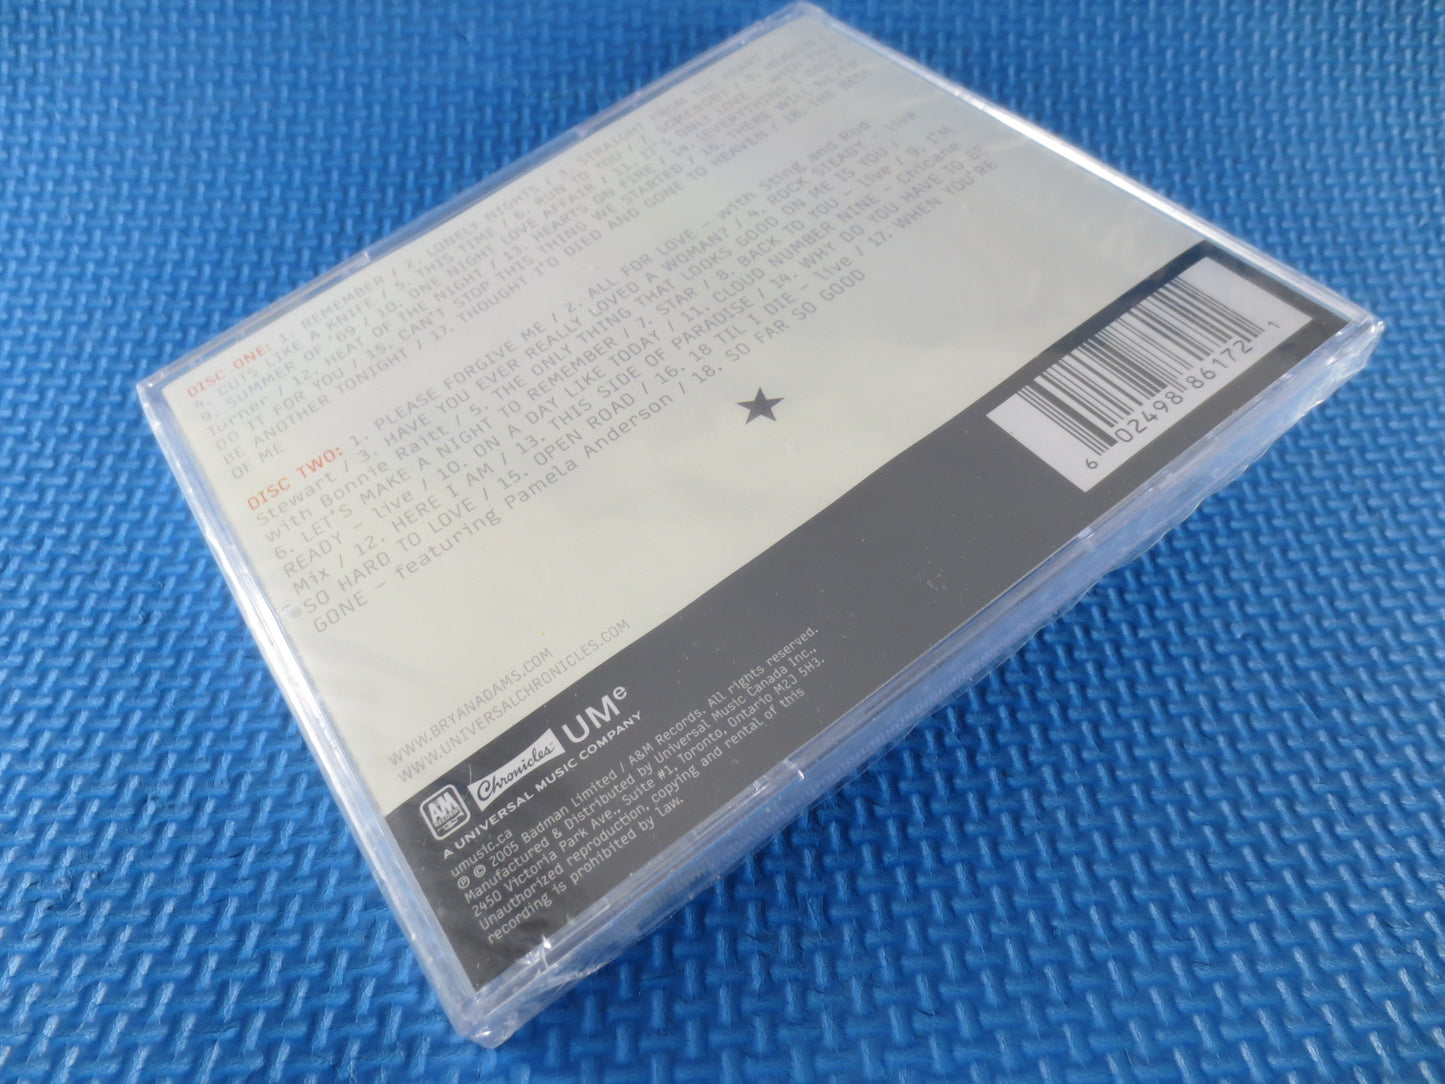 DISC ONE: 1. REMEMBER / 2. LONELY NIGHTS / 3. STRAIGHT FROM THE HEART /
4. CUTS LIKE A KNIFE / 5. THIS TIME / 6. RUN TO YOU / 7. SOMEBODY / 8. HEAVEN
9. SUMMER OF '69 / 10. ONE NIGHT LOVE AFFAIR / 11. IT'S ONLY LOVE - with Tina
Turner / 12. HEAT OF THE NIGHT / 13. HEARTS ON FIRE / 14. (EVERYTHING I DO) I
DO IT FOR YOU / 15. CAN'T STOP THIS THING WE STARTED / 16. THERE WILL NEVER
BE ANOTHER TONIGHT / 17. THOUGHT I'D DIED AND GONE TO HEAVEN / 18. THE BEST
OF ME
DISC TWO: 1. PLEASE FORGIVE ME / 2. ALL FOR LOVE - with Sting and Rod
Stewart / 3. HAVE YOU EVER REALLY LOVED A WOMAN? / 4. ROCK STEADY - live
with Bonnie Raitt / 5. THE ONLY THING THAT LOOKS GOOD ON ME IS YOU /
6. LET'S MAKE A NIGHT TO REMEMBER / 7. STAR / 8. BACK TO YOU - live / 9. I'M
READY - live / 10. ON A DAY LIKE TODAY / 11. CLOUD NUMBER NINE - Chicane
Mix / 12. HERE I AM / 13. THIS SIDE OF PARADISE / 14. WHY DO YOU HAVE TO BE
SO HARD TO LOVE / 15. OPEN ROAD / 16. 18 TIL I DIE - live / 17. WHEN YOU'RE
GONE - featuring Pamela Anderson / 18. SO FAR SO GOOD
WWW.BRYANADAMS.COM
WWW.UNIVERSALCHRONICLES.COM
A&M
Chronicles
UMe
A UNIVERSAL MUSIC COMPANY
umusic.ca
℗ © 2005 Badman Limited / A&M Records. All rights reserved.
Manufactured & Distributed by Universal Music Canada Inc.,
2450 Victoria Park Ave., Suite #1, Toronto, Ontario M2J 5H3.
Unauthorized reproduction, copying and rental of this
recording is prohibited by law.
6 02498 86172 1